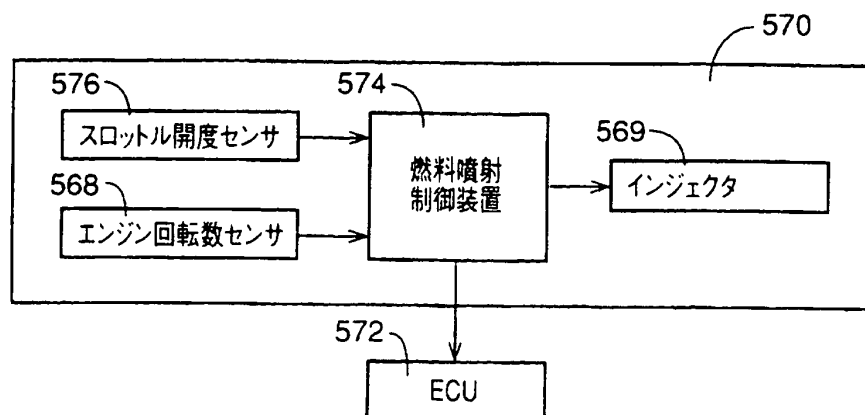 570
576
スロットル開度センサ
574
燃料噴射
制御装置
569
インジェクタ
568
エンジン回転数センサ
572
ECU